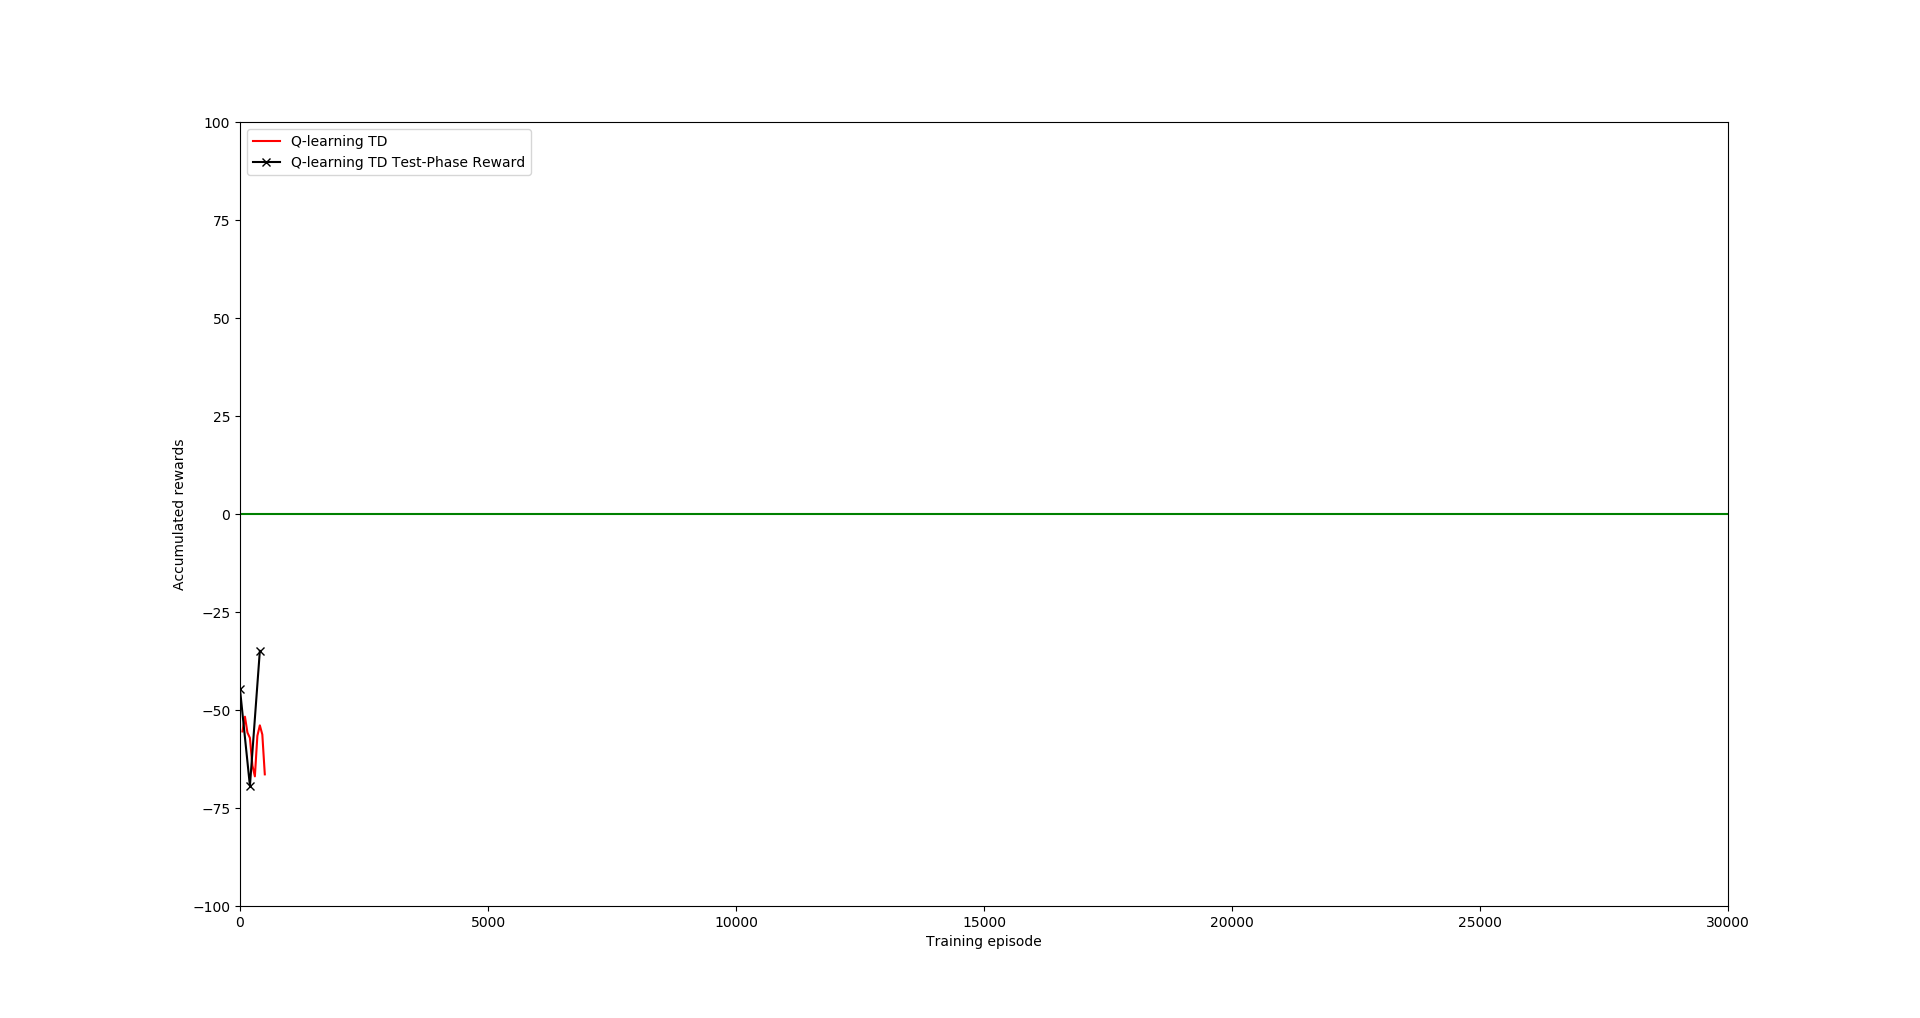 Q-learning TD
Q-learning TD Test-Phase Reward
100
75
50
25
0
−25
−50
−75
−100
Accumulated rewards
0 5000 10000 15000 20000 25000 30000
Training episode